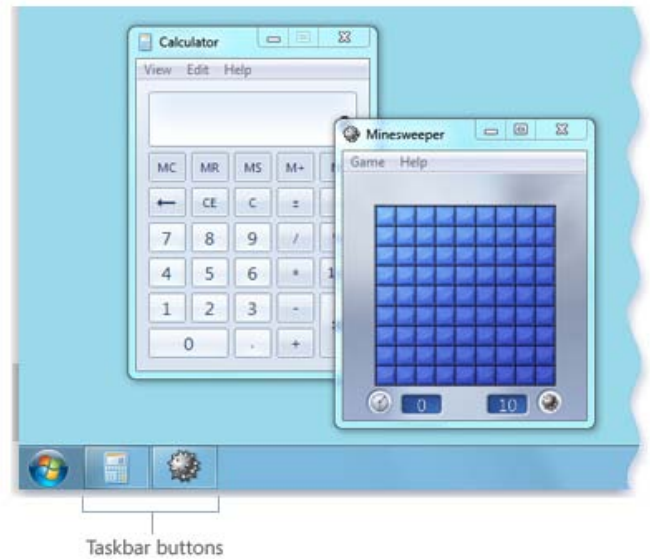 Calculator
View Edit Help
MC MR MS M+
← CE C ±
7 8 9 /
4 5 6 *
1 2 3 -
0 . +
Minesweeper
Game Help
0 10
Taskbar buttons